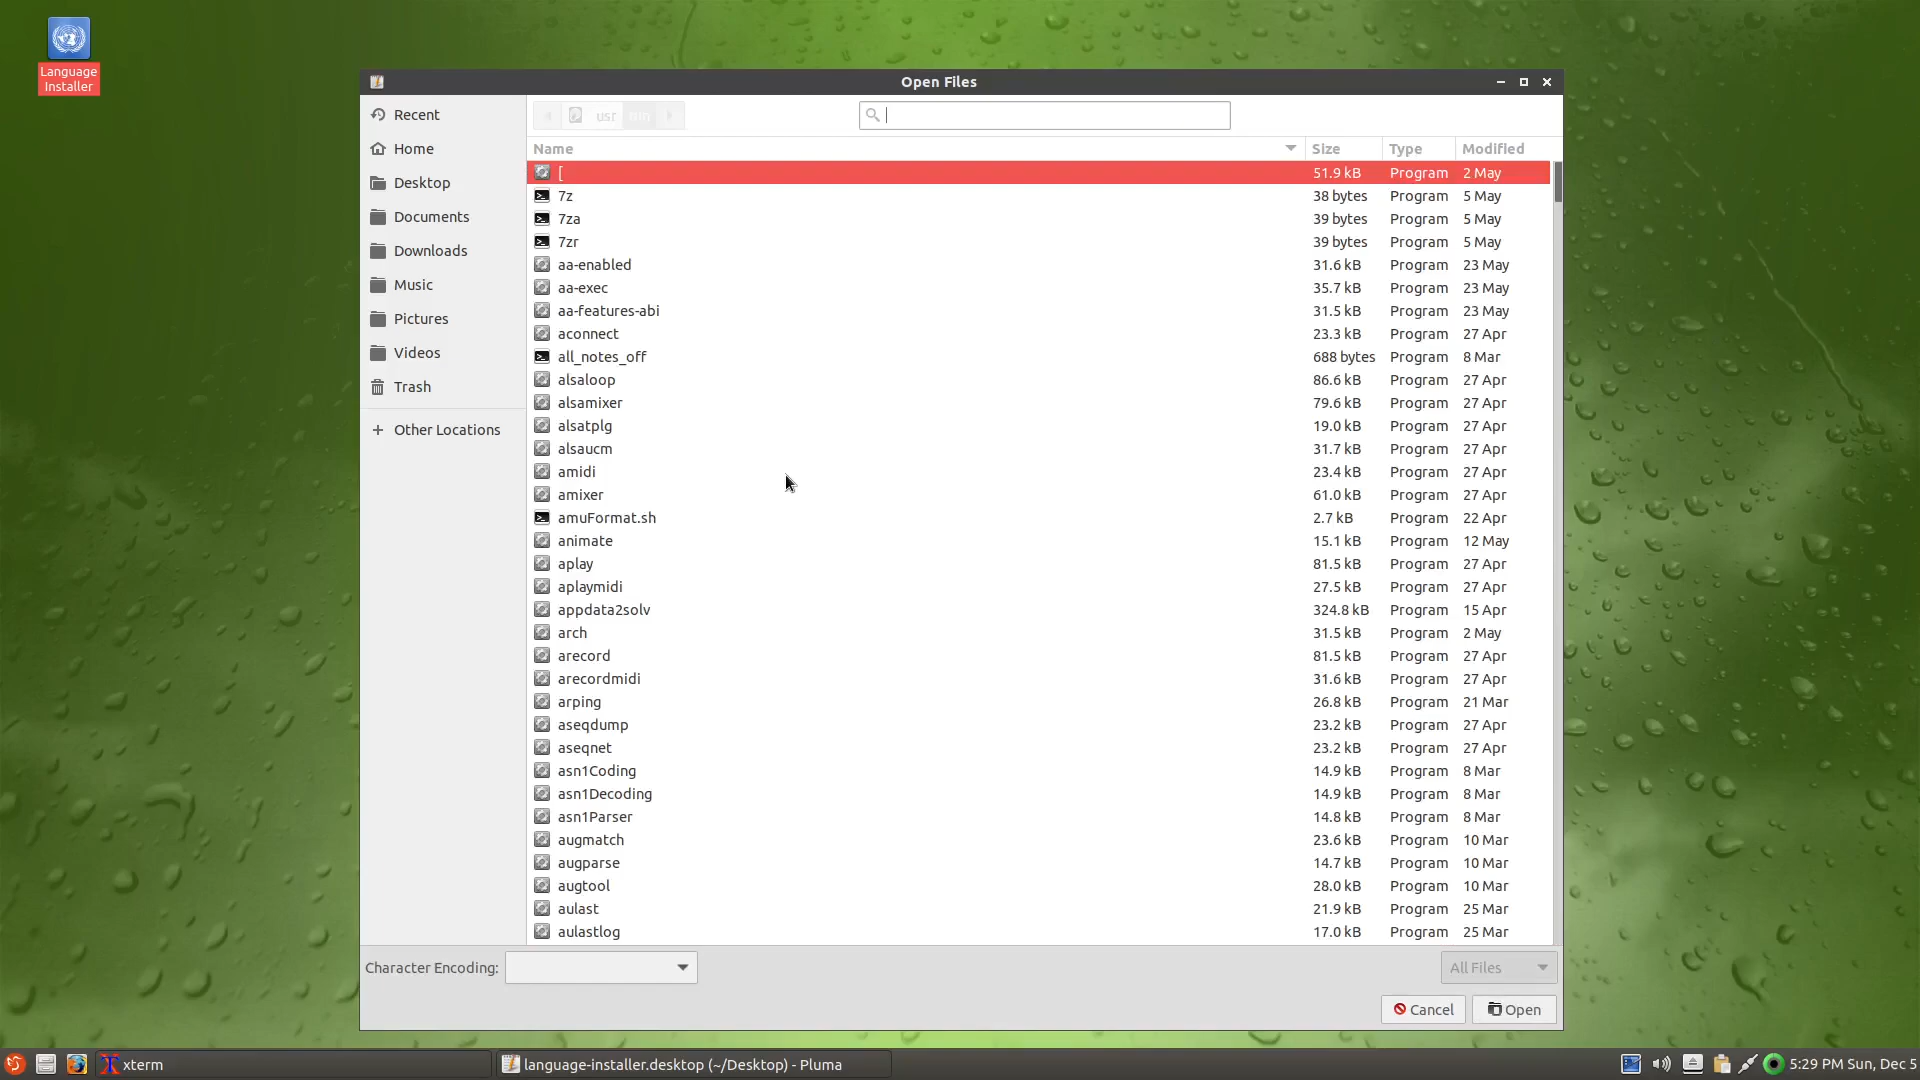 Language
Installer
Open Files
Recent
Home
Desktop
Documents
Downloads
Music
Pictures
Videos
Trash
Other Locations
usr bin
Name Size Type Modified
[ 51.9 kB Program 2 May
7z 38 bytes Program 5 May
7za 39 bytes Program 5 May
7zr 39 bytes Program 5 May
aa-enabled 31.6 kB Program 23 May
aa-exec 35.7 kB Program 23 May
aa-features-abi 31.5 kB Program 23 May
aconnect 23.3 kB Program 27 Apr
all_notes_off 688 bytes Program 8 Mar
alsaloop 86.6 kB Program 27 Apr
alsamixer 79.6 kB Program 27 Apr
alsatplg 19.0 kB Program 27 Apr
alsaucm 31.7 kB Program 27 Apr
amidi 23.4 kB Program 27 Apr
amixer 61.0 kB Program 27 Apr
amuFormat.sh 2.7 kB Program 22 Apr
animate 15.1 kB Program 12 May
aplay 81.5 kB Program 27 Apr
aplaymidi 27.5 kB Program 27 Apr
appdata2solv 324.8 kB Program 15 Apr
arch 31.5 kB Program 2 May
arecord 81.5 kB Program 27 Apr
arecordmidi 31.6 kB Program 27 Apr
arping 26.8 kB Program 21 Mar
aseqdump 23.2 kB Program 27 Apr
aseqnet 23.2 kB Program 27 Apr
asn1Coding 14.9 kB Program 8 Mar
asn1Decoding 14.9 kB Program 8 Mar
asn1Parser 14.8 kB Program 8 Mar
augmatch 23.6 kB Program 10 Mar
augparse 14.7 kB Program 10 Mar
augtool 28.0 kB Program 10 Mar
aulast 21.9 kB Program 25 Mar
aulastlog 17.0 kB Program 25 Mar
Character Encoding: All Files
Cancel Open
xterm language-installer.desktop (~/Desktop) - Pluma 5:29 PM Sun, Dec 5